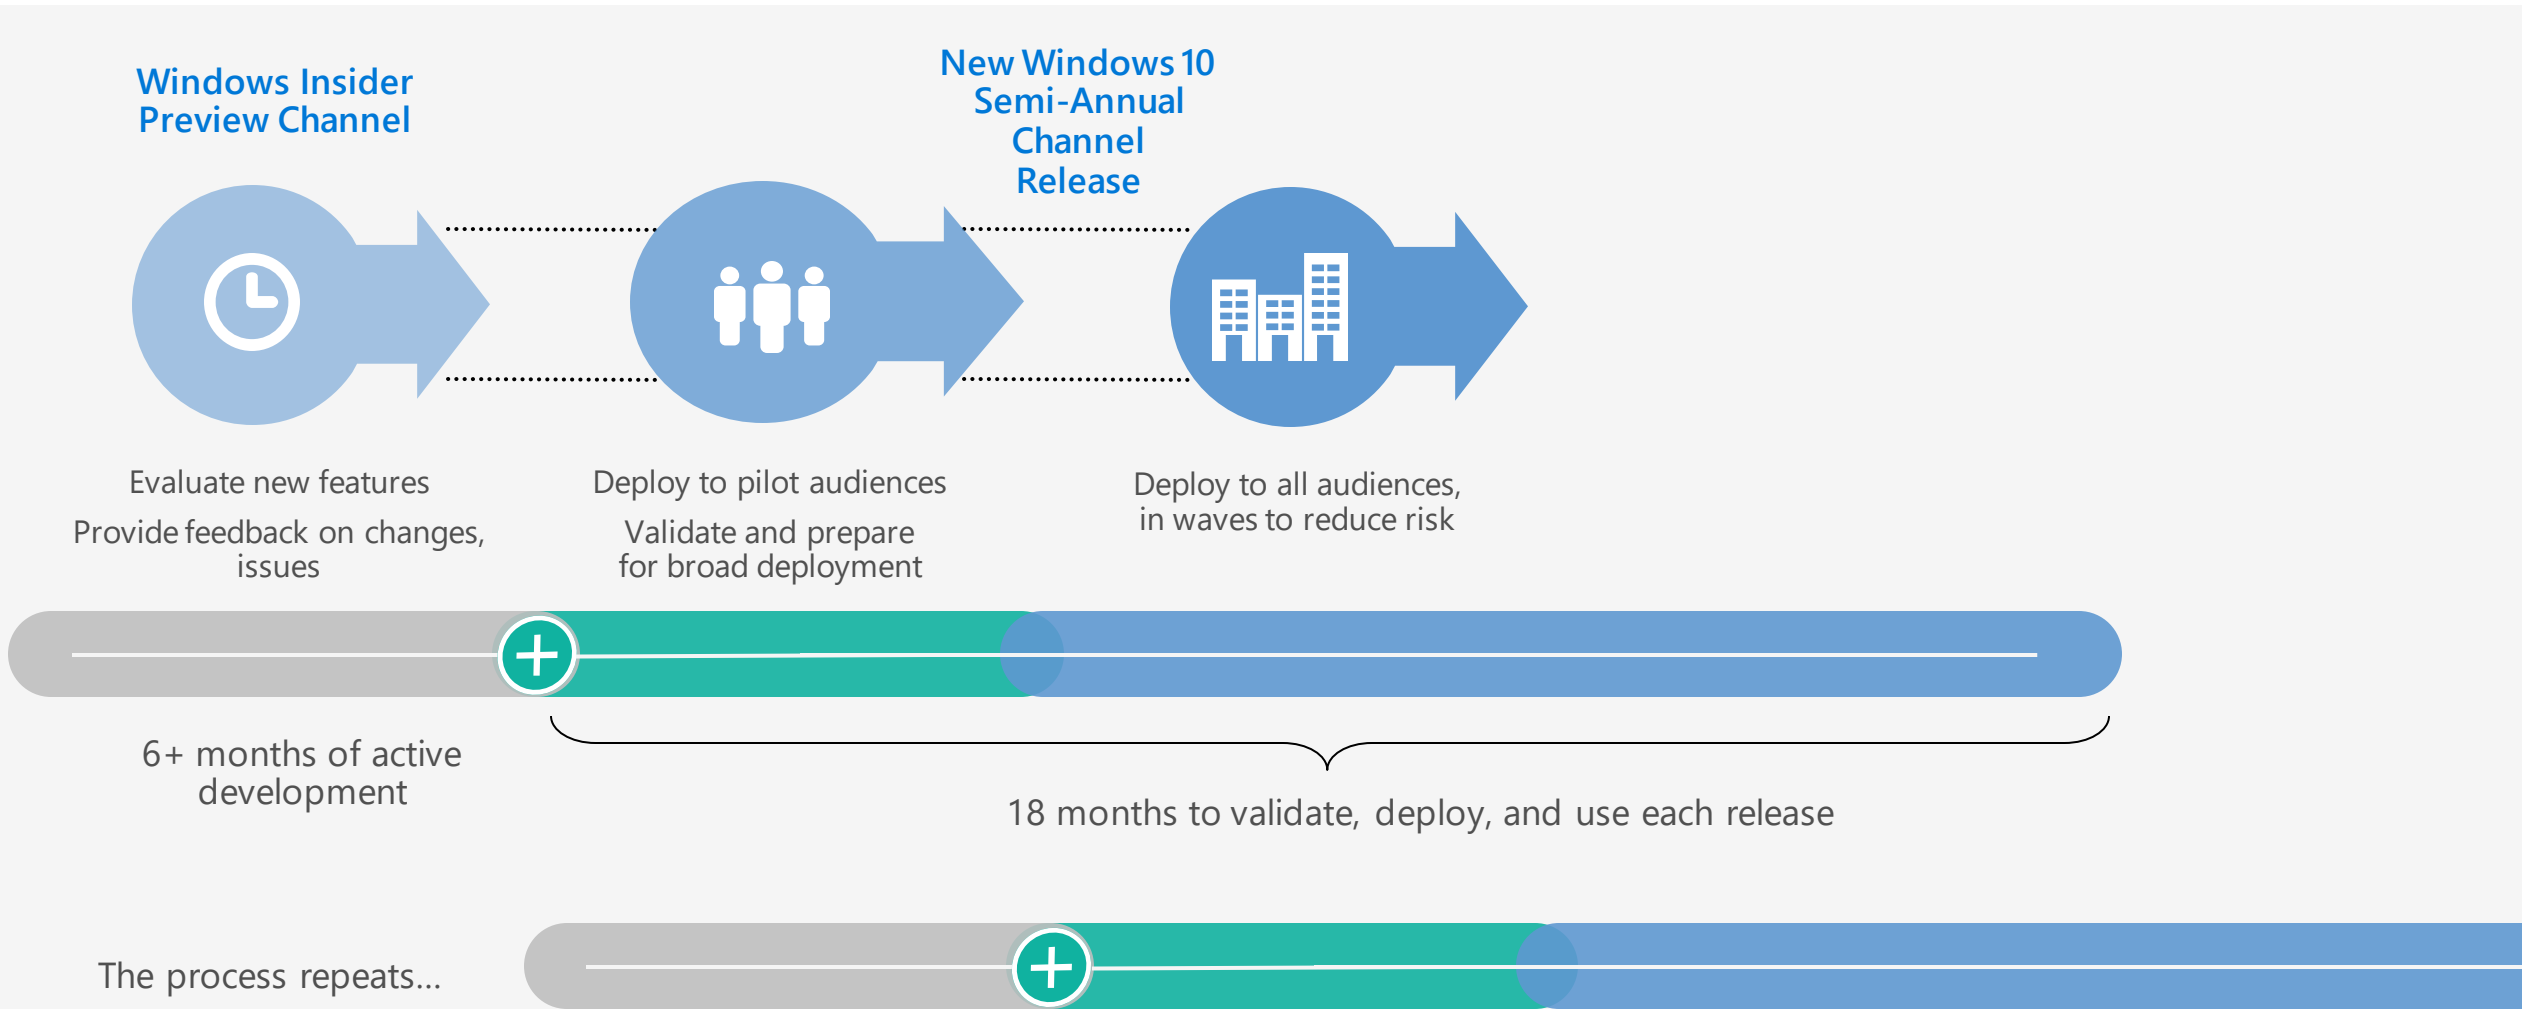 Windows Insider
Preview Channel
New Windows 10
Semi-Annual
Channel
Release
Evaluate new features
Provide feedback on changes,
issues
Deploy to pilot audiences
Validate and prepare
for broad deployment
Deploy to all audiences,
in waves to reduce risk
6+ months of active
development
18 months to validate, deploy, and use each release
The process repeats...